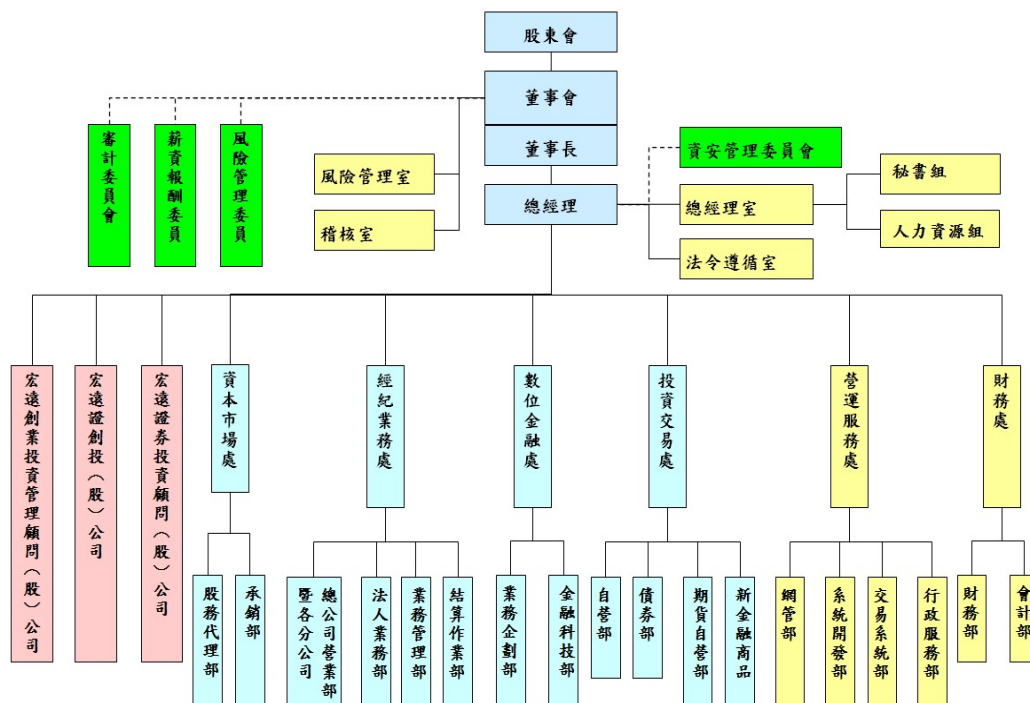 股東會
董事會
董事長
總經理
審計委員會
薪資報酬委員
風險管理委員
風險管理室
稽核室
資安管理委員會
總經理室
法令遵循室
秘書組
人力資源組
宏遠創業投資管理顧問（股）公司
宏遠證創投（股）公司
宏遠證券投資顧問（股）公司
資本市場處
經紀業務處
數位金融處
投資交易處
營運服務處
財務處
股務代理部
承銷部
總公司營業部
暨各分公司
法人業務部
業務管理部
結算作業部
業務企劃部
金融科技部
自營部
債券部
期貨自營部
新金融商品
網管部
系統開發部
交易系統部
行政服務部
財務部
會計部